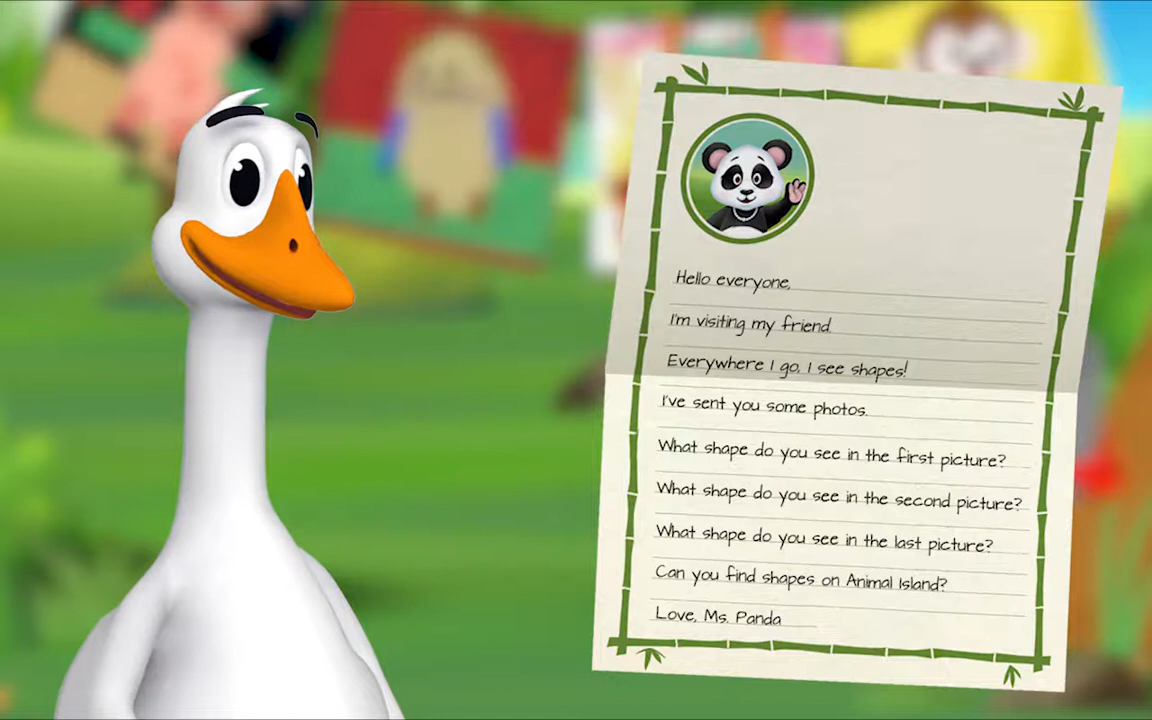 Hello everyone,
I'm visiting my friend.
Everywhere I go, I see shapes!
I've sent you some photos.
What shape do you see in the first picture?
What shape do you see in the second picture?
What shape do you see in the last picture?
Can you find shapes on Animal Island?
Love, Ms. Panda